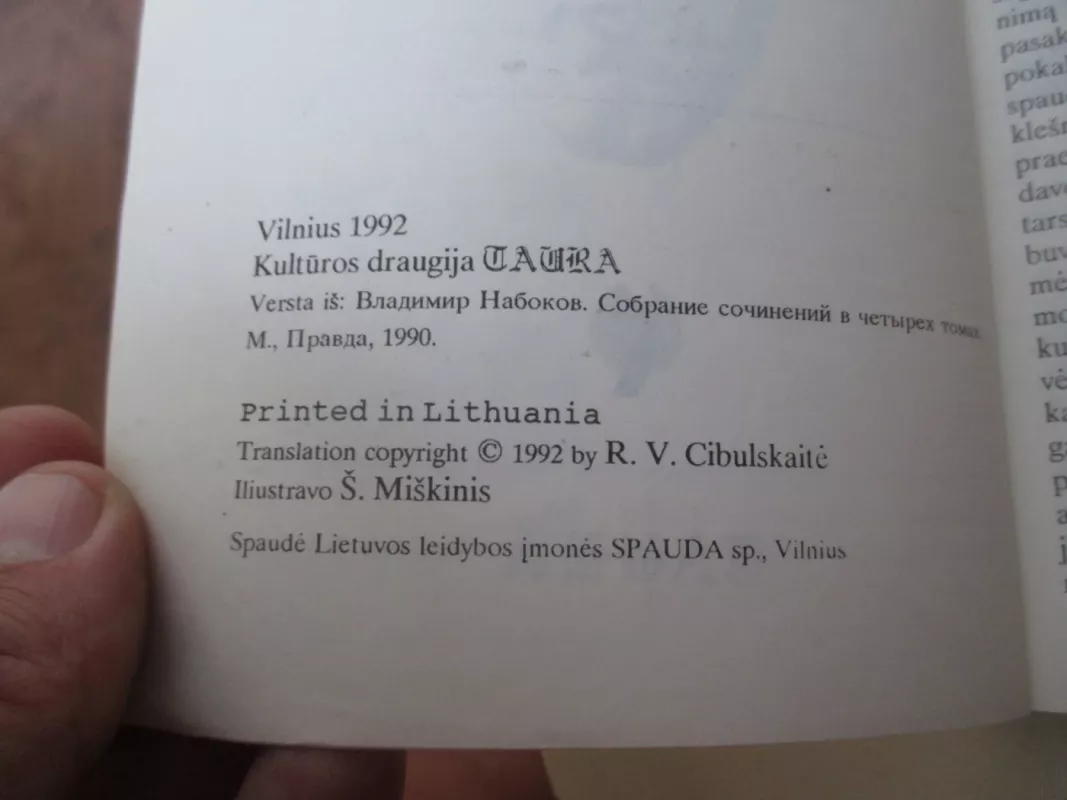 Vilnius 1992
Kultūros draugija TAURA
Versta iš: Владимир Набоков. Собрание сочинений в четырех томах
М., Правда, 1990.
Printed in Lithuania
Translation copyright © 1992 by R. V. Cibulskaitė
Iliustravo Š. Miškinis
Spaudė Lietuvos leidybos įmonės SPAUDA sp., Vilnius
nimą